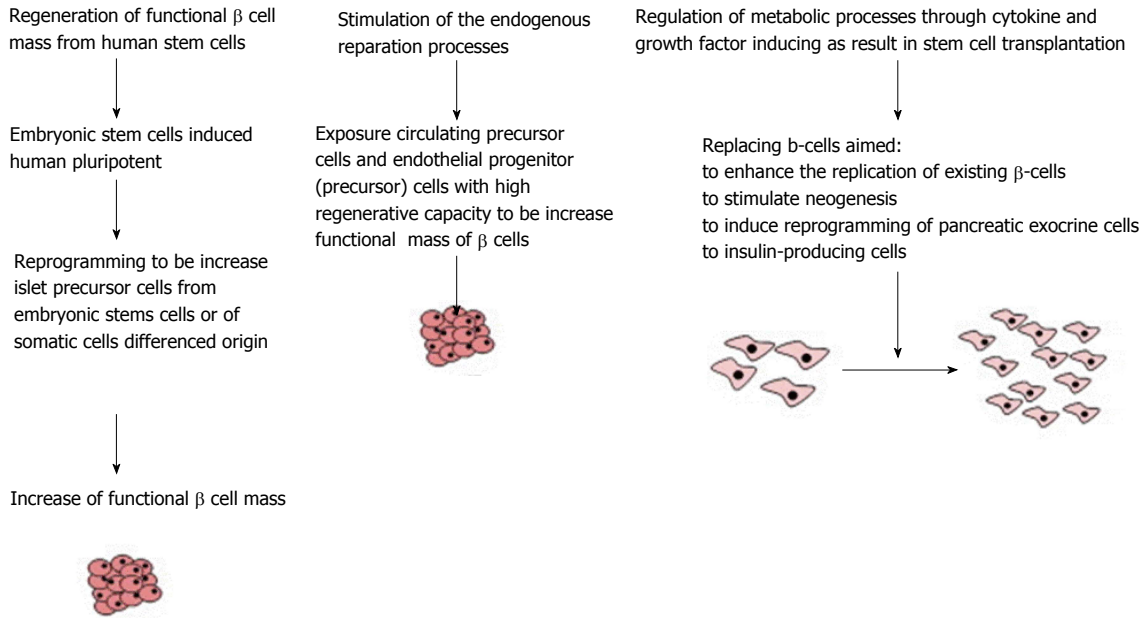 Regeneration of functional β cell
mass from human stem cells
Embryonic stem cells induced
human pluripotent
Reprogramming to be increase
islet precursor cells from
embryonic stems cells or of
somatic cells differenced origin
Increase of functional β cell mass
Stimulation of the endogenous
reparation processes
Exposure circulating precursor
cells and endothelial progenitor
(precursor) cells with high
regenerative capacity to be increase
functional mass of β cells
Regulation of metabolic processes through cytokine and
growth factor inducing as result in stem cell transplantation
Replacing b-cells aimed:
to enhance the replication of existing β-cells
to stimulate neogenesis
to induce reprogramming of pancreatic exocrine cells
to insulin-producing cells